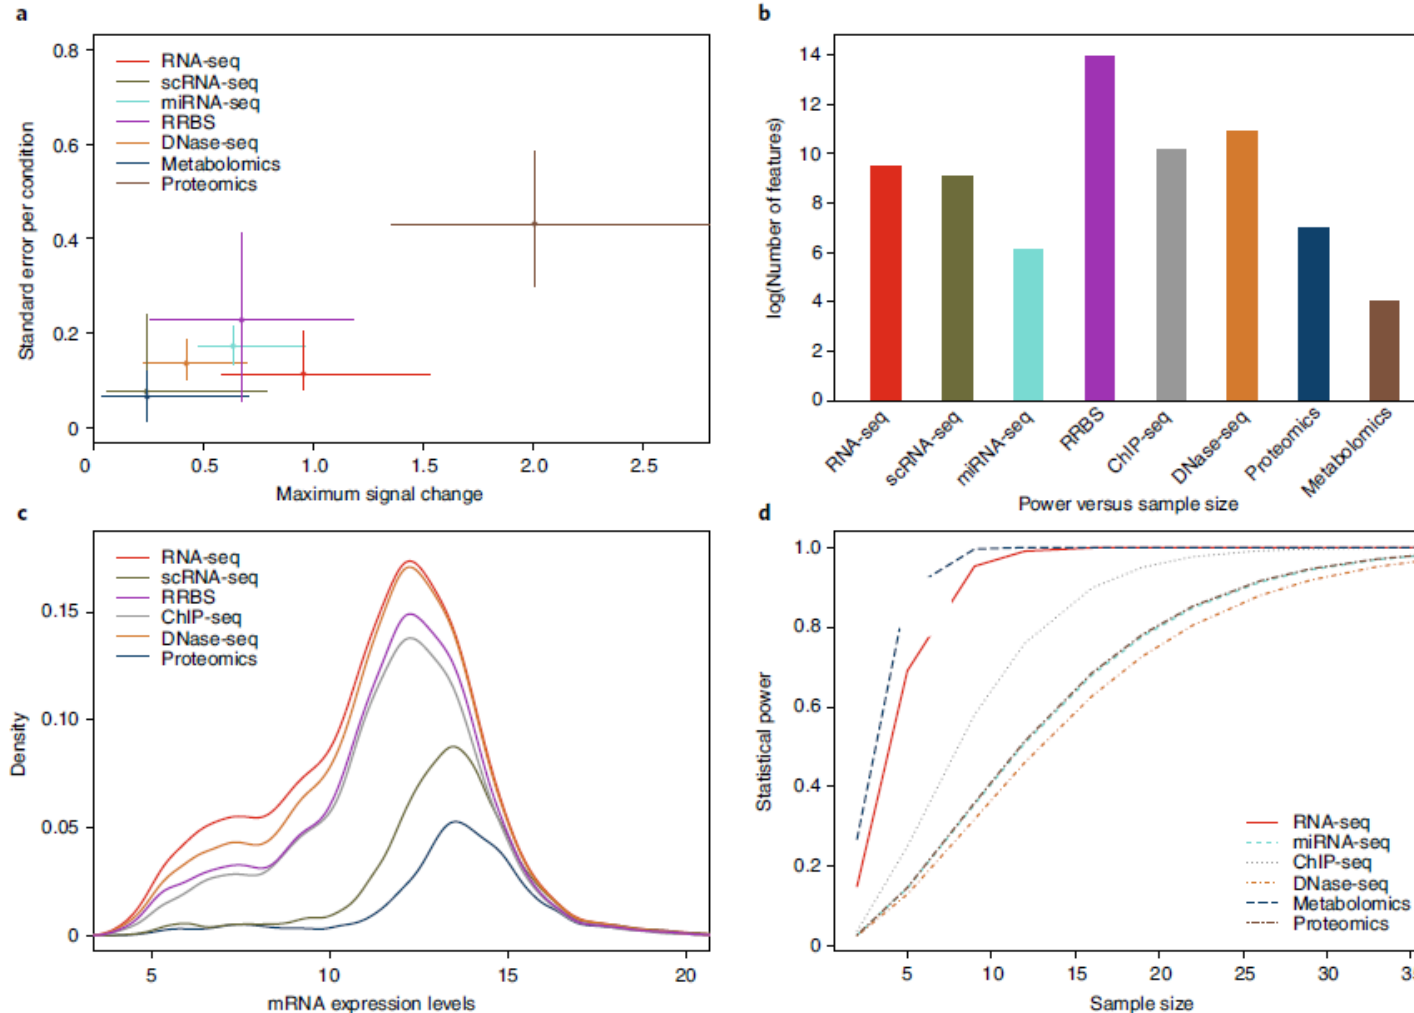 a
0.8
0.6
0.4
0.2
0
Standard error per condition
RNA-seq
scRNA-seq
miRNA-seq
RRBS
DNase-seq
Metabolomics
Proteomics
0
0.5
1.0
1.5
2.0
2.5
Maximum signal change
b
14
12
10
8
6
4
2
0
log(Number of features)
RNA-seq
scRNA-seq
miRNA-seq
RRBS
ChIP-seq
DNase-seq
Proteomics
Metabolomics
c
0.15
0.10
0.05
0
Density
RNA-seq
scRNA-seq
RRBS
ChIP-seq
DNase-seq
Proteomics
5
10
15
20
mRNA expression levels
Power versus sample size
d
1.0
0.8
0.6
0.4
0.2
0
Statistical power
RNA-seq
miRNA-seq
ChIP-seq
DNase-seq
Metabolomics
Proteomics
5
10
15
20
25
30
Sample size